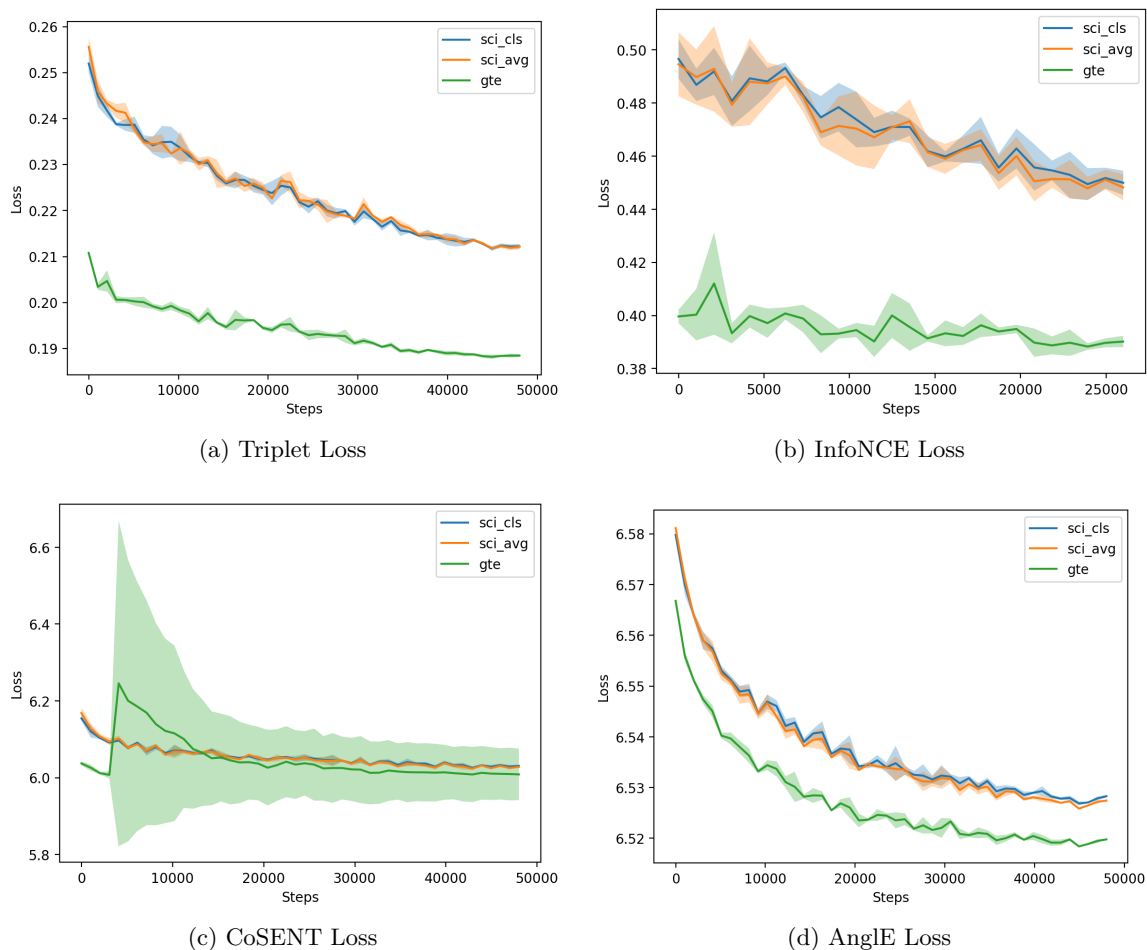 0.26
0.25
0.24
0.23
0.22
0.21
0.20
0.19
Loss
0 10000 20000 30000 40000 50000
Steps
sci_cls
sci_avg
gte
(a) Triplet Loss
0.50
0.48
0.46
0.44
0.42
0.40
0.38
Loss
0 5000 10000 15000 20000 25000
Steps
sci_cls
sci_avg
gte
(b) InfoNCE Loss
6.6
6.4
6.2
6.0
5.8
Loss
0 10000 20000 30000 40000 50000
Steps
sci_cls
sci_avg
gte
(c) CoSENT Loss
6.58
6.57
6.56
6.55
6.54
6.53
6.52
Loss
0 10000 20000 30000 40000 50000
Steps
sci_cls
sci_avg
gte
(d) AnglE Loss